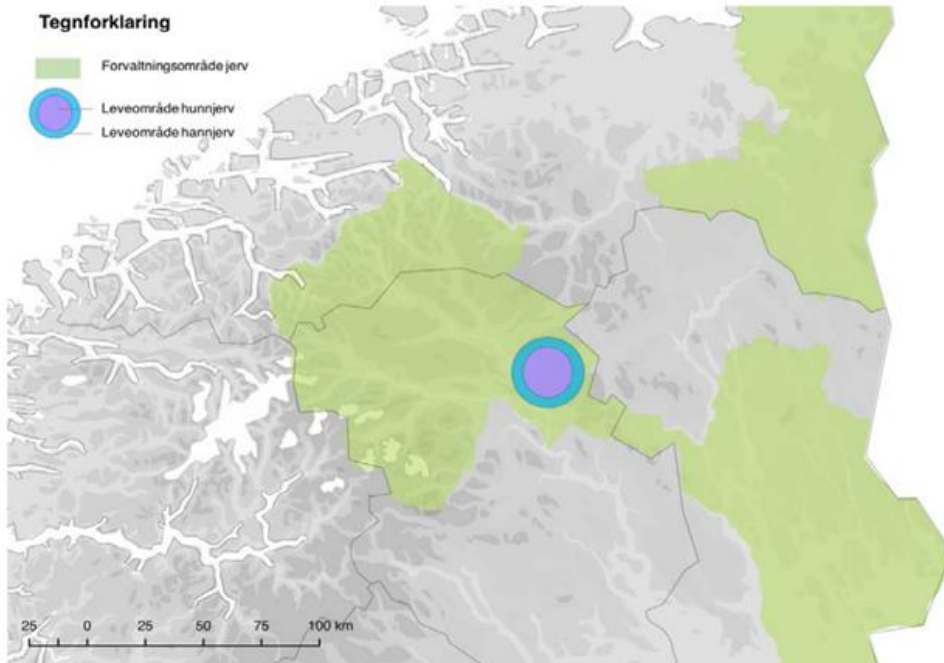 Tegnforklaring
Forvaltningsområde jerv
Leveområde hunnjerv
Leveområde hannjerv
25 0 25 50 75 100 km